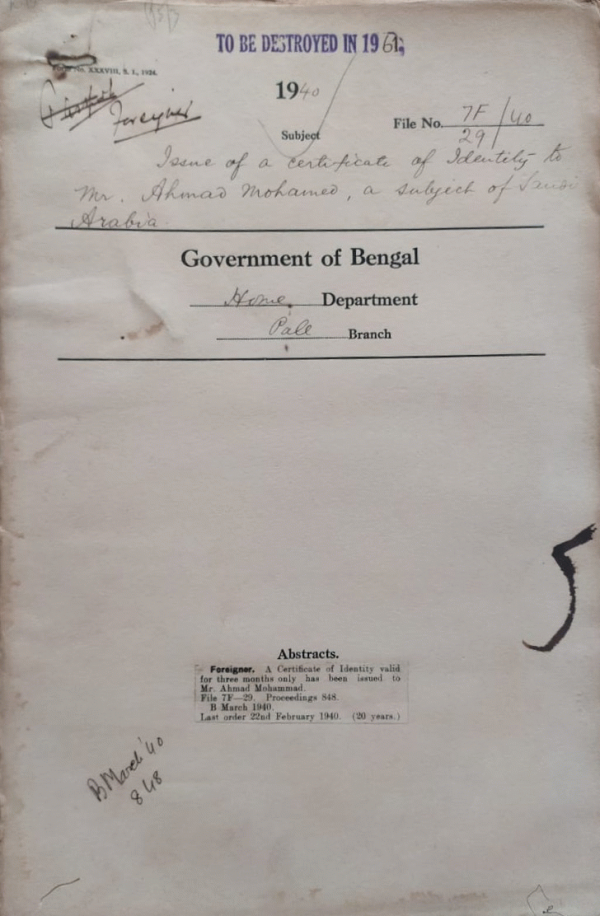 TO BE DESTROYED IN 1961,
XXXVIII, S. I., 1924.
1940
Foreigner
Subject
File No. 7F/40
29
Issue of a certificate of Identity to
Mr. Ahmad Mohamed, a subject of Saudi
Arabia.
Government of Bengal
Home. Department
Branch
Abstracts.
Foreigner. A Certificate of Identity valid
for three months only has been issued to
Mr. Ahmad Mohammad.
File 7F—29. Proceedings 848.
B March 1940.
Last order 22nd February 1940. (20 years.)
B March '40
848